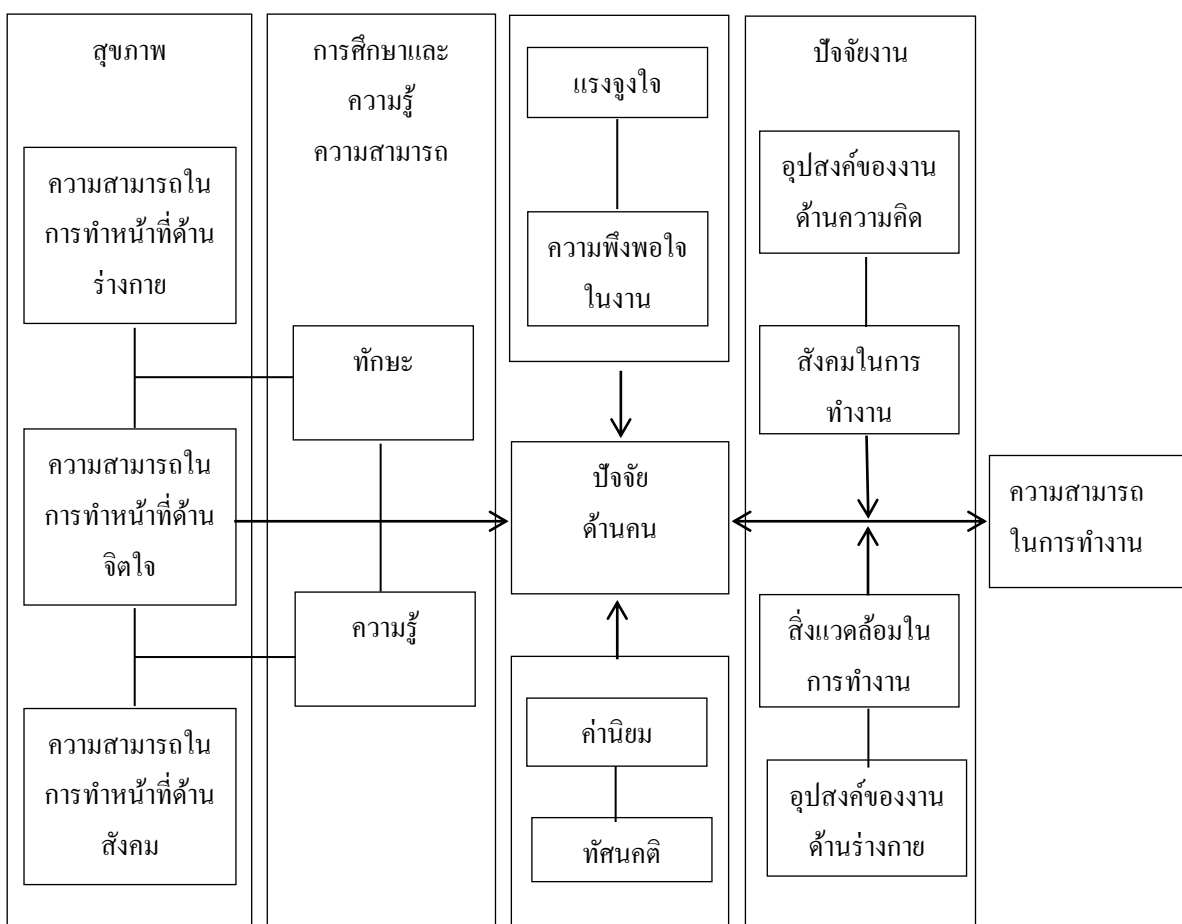 สุขภาพ
ความสามารถใน
การทำหน้าที่ด้าน
ร่างกาย
ความสามารถใน
การทำหน้าที่ด้าน
จิตใจ
ความสามารถใน
การทำหน้าที่ด้าน
สังคม
การศึกษาและ
ความรู้
ความสามารถ
ทักษะ
ความรู้
แรงจูงใจ
ความพึงพอใจ
ในงาน
ปัจจัย
ด้านคน
ค่านิยม
ทัศนคติ
ปัจจัยงาน
อุปสงค์ของงาน
ด้านความคิด
สังคมในการ
ทำงาน
สิ่งแวดล้อมใน
การทำงาน
อุปสงค์ของงาน
ด้านร่างกาย
ความสามารถ
ในการทำงาน